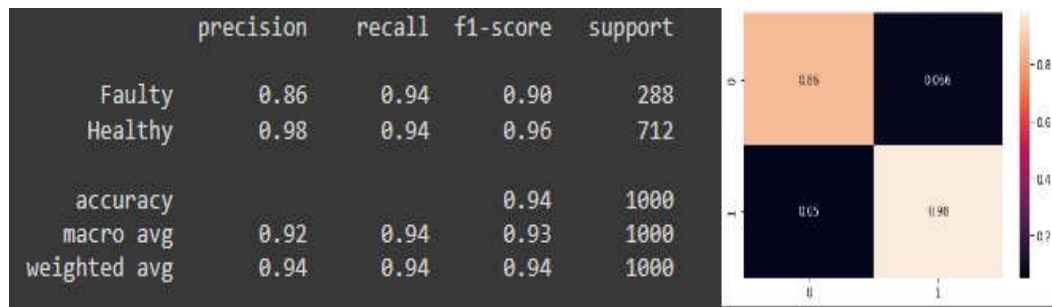 precision recall f1-score support
Faulty 0.86 0.94 0.90 288
Healthy 0.98 0.94 0.96 712
accuracy 0.94 1000
macro avg 0.92 0.94 0.93 1000
weighted avg 0.94 0.94 0.94 1000
0 0.86 0.066
1 0.05 0.98
0 1
0.8
0.6
0.4
0.2